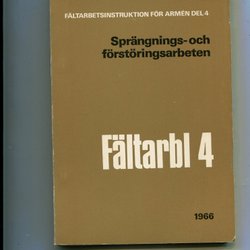 FÄLTARBETSINSTRUKTION FÖR ARMÉN DEL 4
Sprängnings- och
förstöringsarbeten
Fältarbl 4
1966